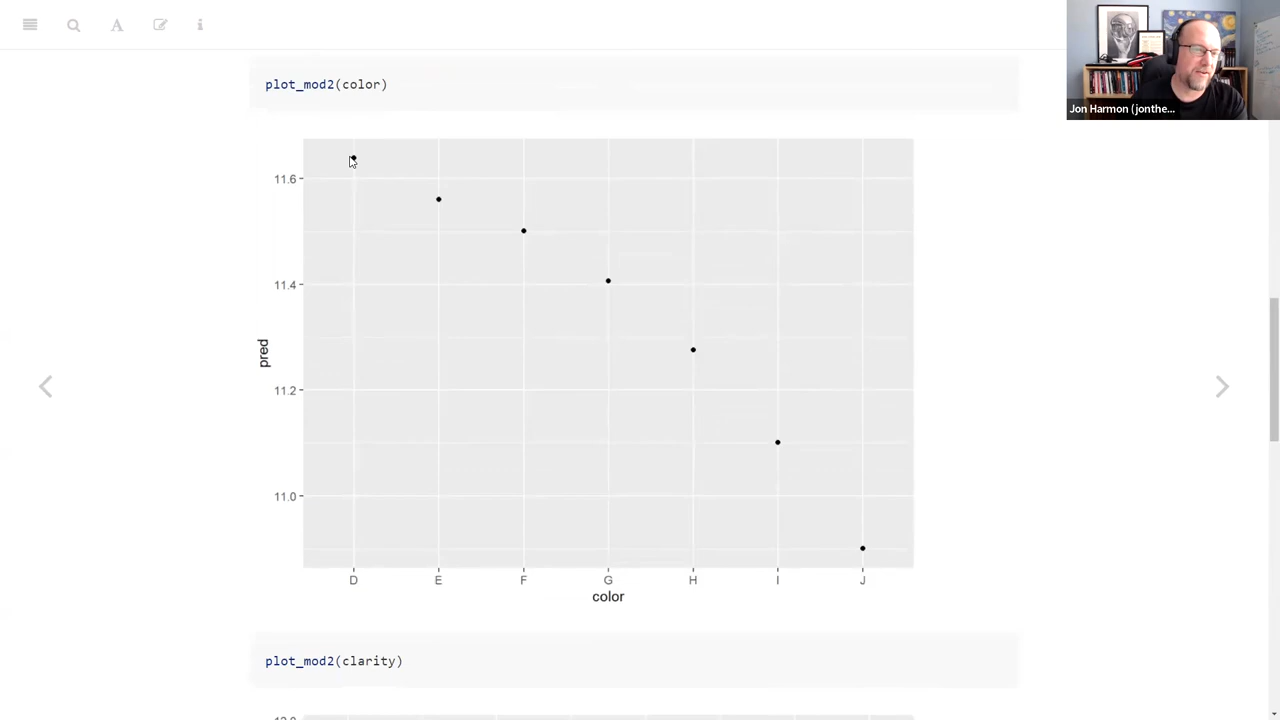 plot_mod2(color)
Jon Harmon (jonthe...
11.6
11.4
pred
11.2
11.0
D E F G H I J
color
plot_mod2(clarity)